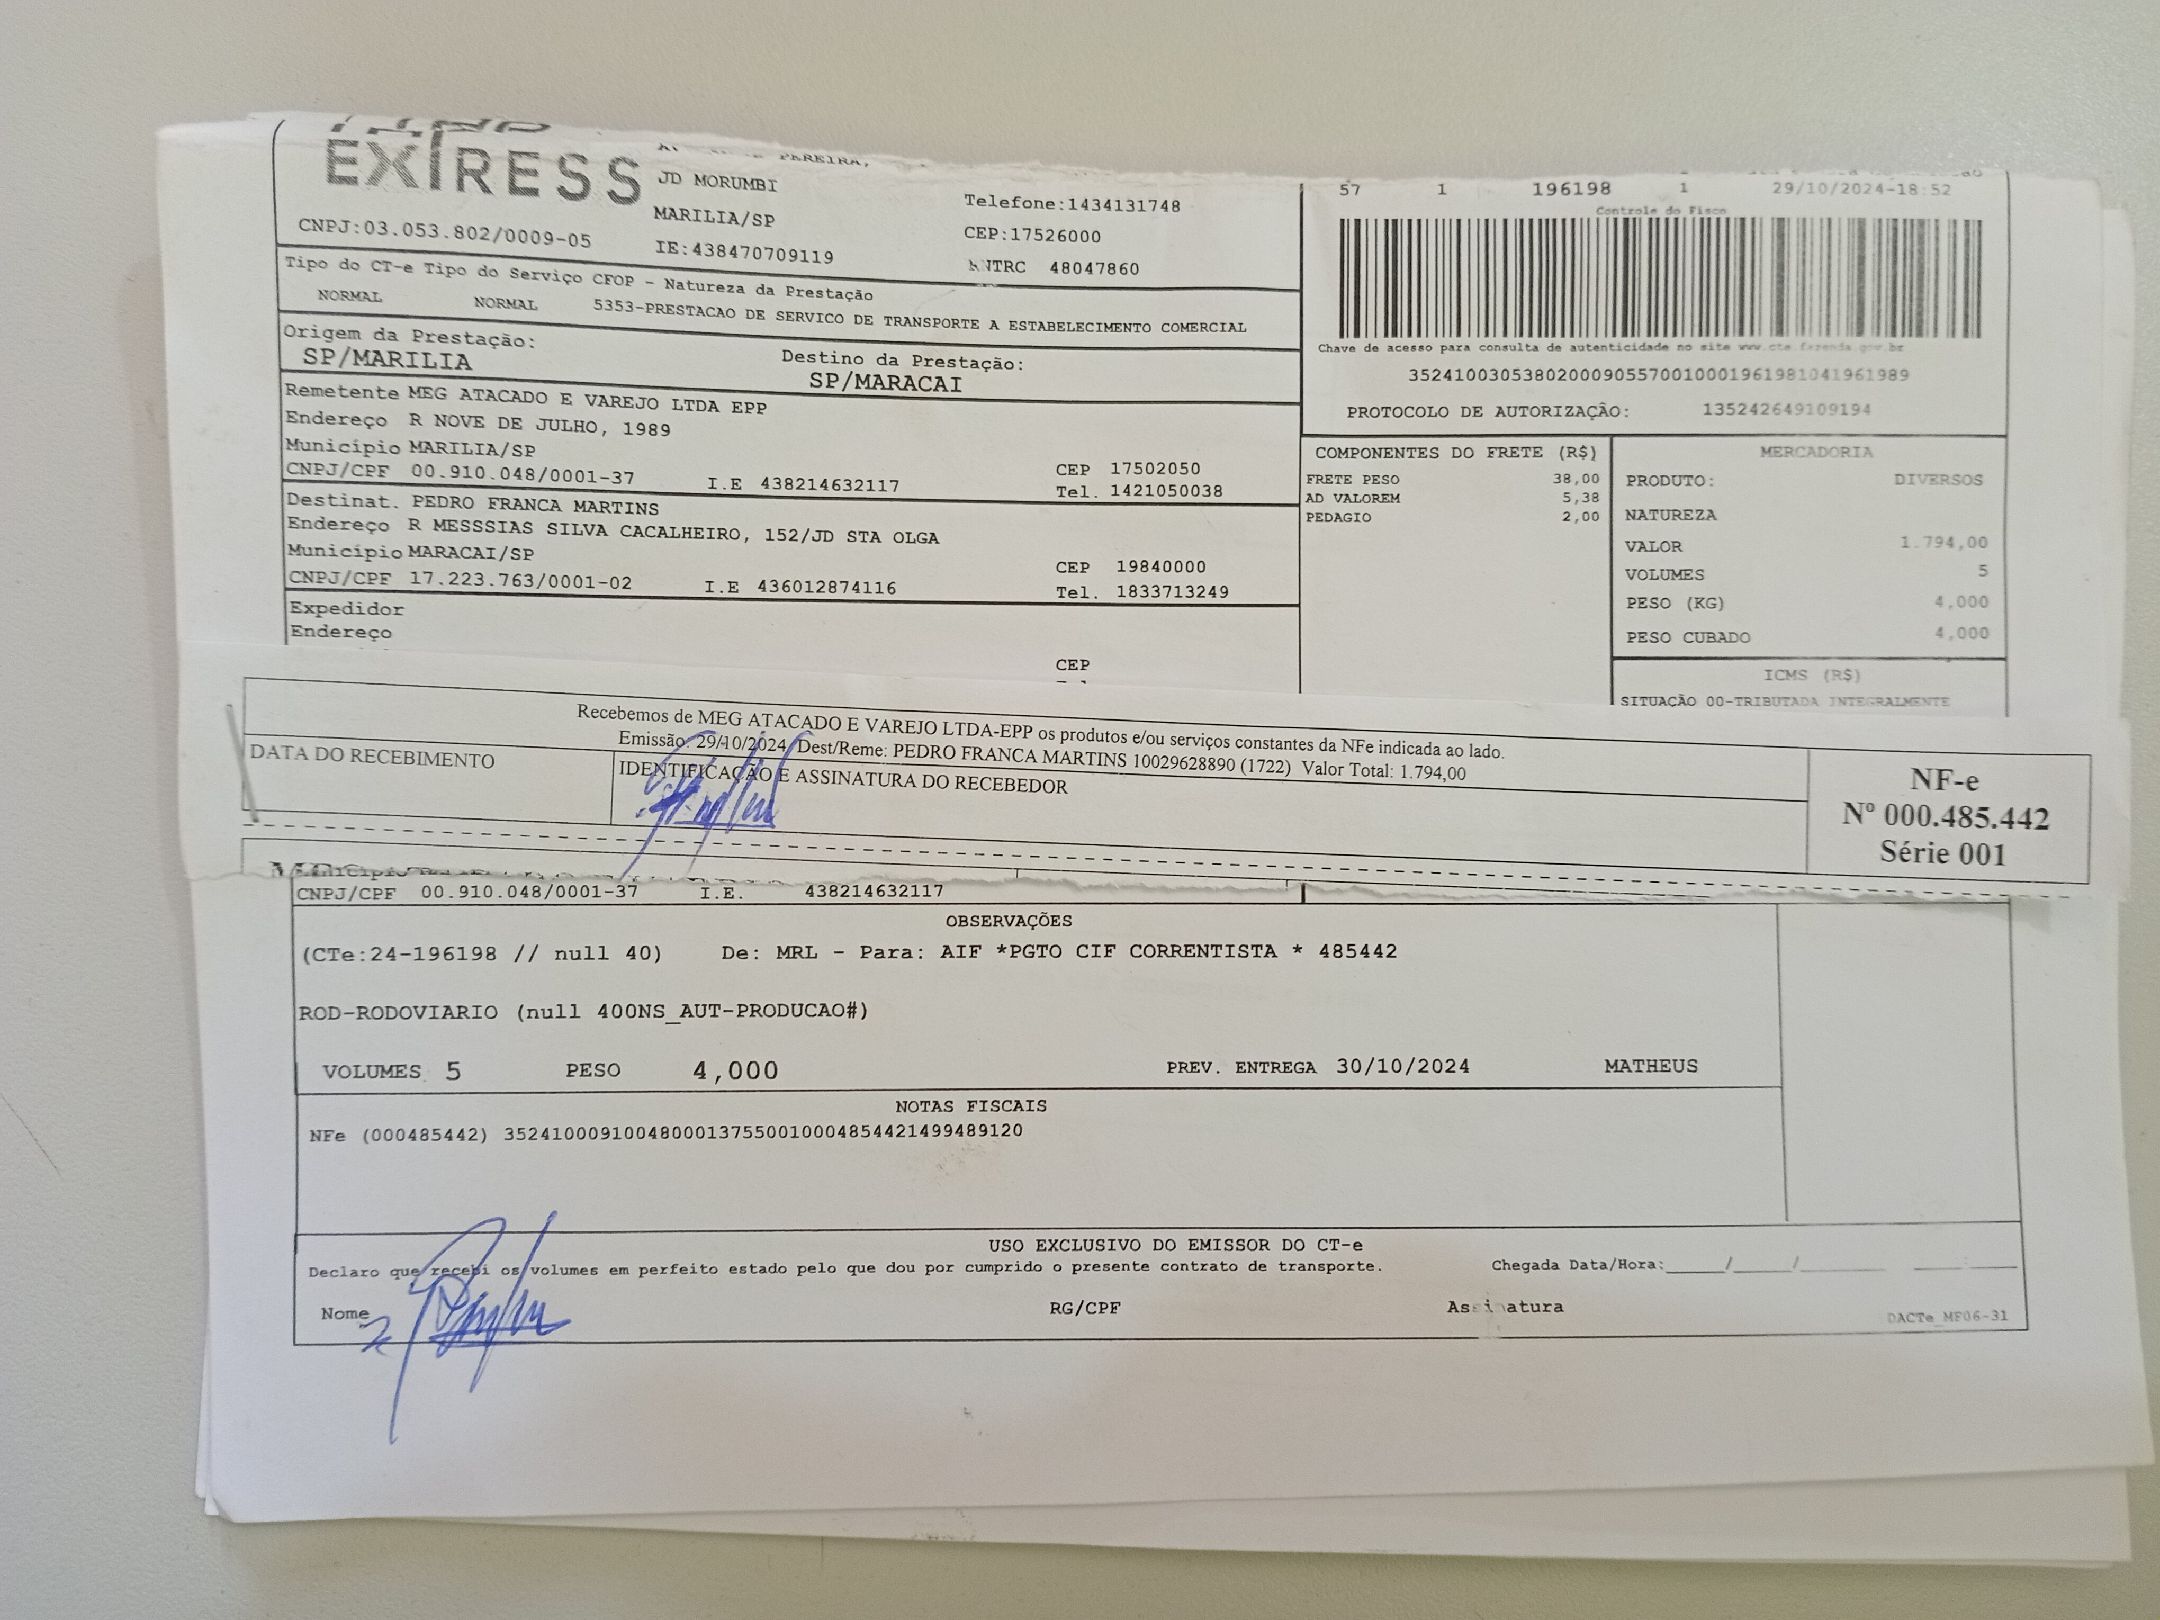 EXPRESS
PEREIRA,
JD MORUMBI
MARILIA/SP
Telefone:1434131748
CNPJ:03.053.802/0009-05
IE:438470709119
CEP:17526000
48047860
57 1 196198 1 29/10/2024-18:52
Controle do Fisco
Tipo do CT-e Tipo do Serviço CFOP - Natureza da Prestação
NORMAL NORMAL 5353-PRESTACAO DE SERVICO DE TRANSPORTE A ESTABELECIMENTO COMERCIAL
Origem da Prestação:
SP/MARILIA
Destino da Prestação:
SP/MARACAI
Chave de acesso para consulta de autenticidade no site www.cte.fazenda.gov.br
35241003053802000905570010001961981041961989
PROTOCOLO DE AUTORIZAÇÃO: 135242649109194
Remetente MEG ATACADO E VAREJO LTDA EPP
Endereço R NOVE DE JULHO, 1989
Município MARILIA/SP
CEP 17502050
CNPJ/CPF 00.910.048/0001-37 I.E 438214632117
Tel. 1421050038
Destinat. PEDRO FRANCA MARTINS
Endereço R MESSSIAS SILVA CACALHEIRO, 152/JD STA OLGA
Município MARACAI/SP
CEP 19840000
CNPJ/CPF 17.223.763/0001-02 I.E 436012874116
Tel. 1833713249
Expedidor
Endereço
CEP
COMPONENTES DO FRETE (R$)
FRETE PESO 38,00
AD VALOREM 5,38
PEDAGIO 2,00
MERCADORIA
PRODUTO: DIVERSOS
NATUREZA
VALOR 1.794,00
VOLUMES 5
PESO (KG) 4,000
PESO CUBADO 4,000
ICMS (R$)
SITUAÇÃO 00-TRIBUTADA INTEGRALMENTE
Recebemos de MEG ATACADO E VAREJO LTDA-EPP os produtos e/ou serviços constantes da NFe indicada ao lado.
Emissão: 29/10/2024 Dest/Reme: PEDRO FRANCA MARTINS 10029628890 (1722) Valor Total: 1.794,00
DATA DO RECEBIMENTO
IDENTIFICAÇÃO E ASSINATURA DO RECEBEDOR
NF-e
Nº 000.485.442
Série 001
CNPJ/CPF 00.910.048/0001-37 I.E. 438214632117
OBSERVAÇÕES
(CTe:24-196198 // null 40) De: MRL - Para: AIF *PGTO CIF CORRENTISTA * 485442
ROD-RODOVIARIO (null 400NS_AUT-PRODUCAO#)
VOLUMES 5 PESO 4,000 PREV. ENTREGA 30/10/2024 MATHEUS
NOTAS FISCAIS
NFe (000485442) 35241000910048000137550010004854421499489120
USO EXCLUSIVO DO EMISSOR DO CT-e
Declaro que recebi os volumes em perfeito estado pelo que dou por cumprido o presente contrato de transporte.
Chegada Data/Hora:____/____/____ ____:____
Nome RG/CPF Assinatura
DACTe_MF06-31